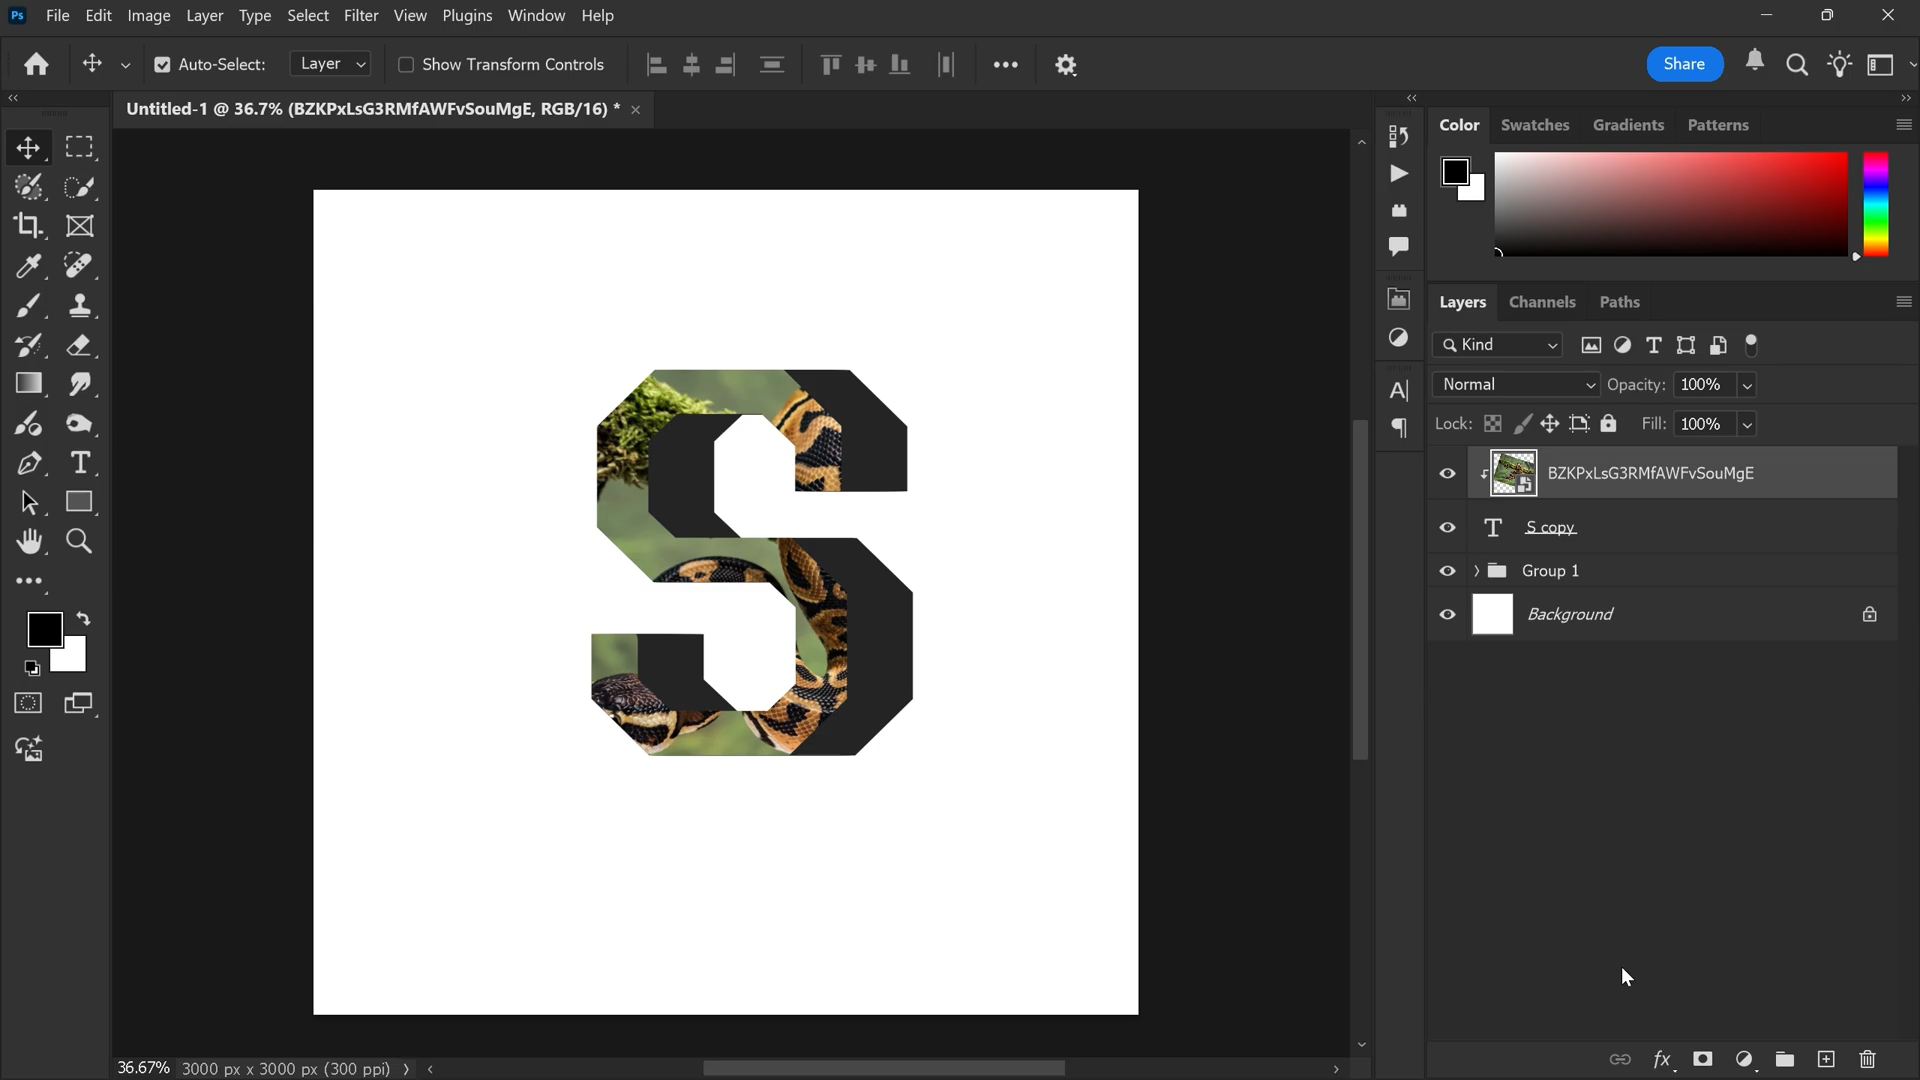 Ps File Edit Image Layer Type Select Filter View Plugins Window Help
Auto-Select: Layer Show Transform Controls Share
Untitled-1 @ 36.7% (BZKPxLsG3RMfAWFvSouMgE, RGB/16) *
Color Swatches Gradients Patterns
Layers Channels Paths
Kind
Normal Opacity: 100%
Lock: Fill: 100%
BZKPxLsG3RMfAWFvSouMgE
S copy
Group 1
Background
S
36.67% 3000 px x 3000 px (300 ppi)